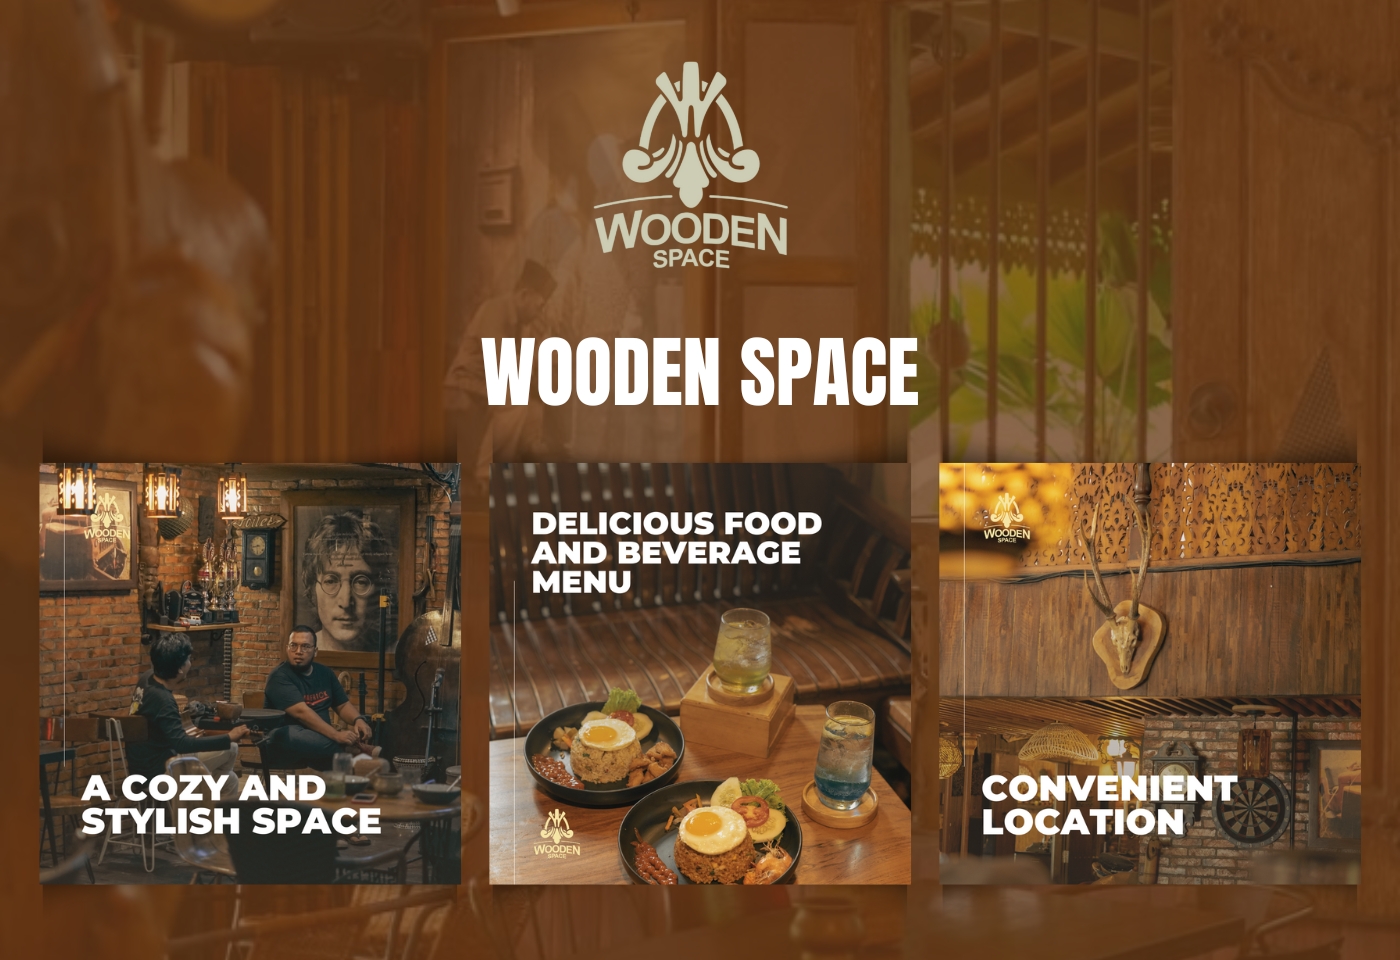 WOODEN
SPACE
WOODEN SPACE
WOODEN
SPACE
A COZY AND
STYLISH SPACE
DELICIOUS FOOD
AND BEVERAGE
MENU
WOODEN
SPACE
WOODEN
SPACE
CONVENIENT
LOCATION